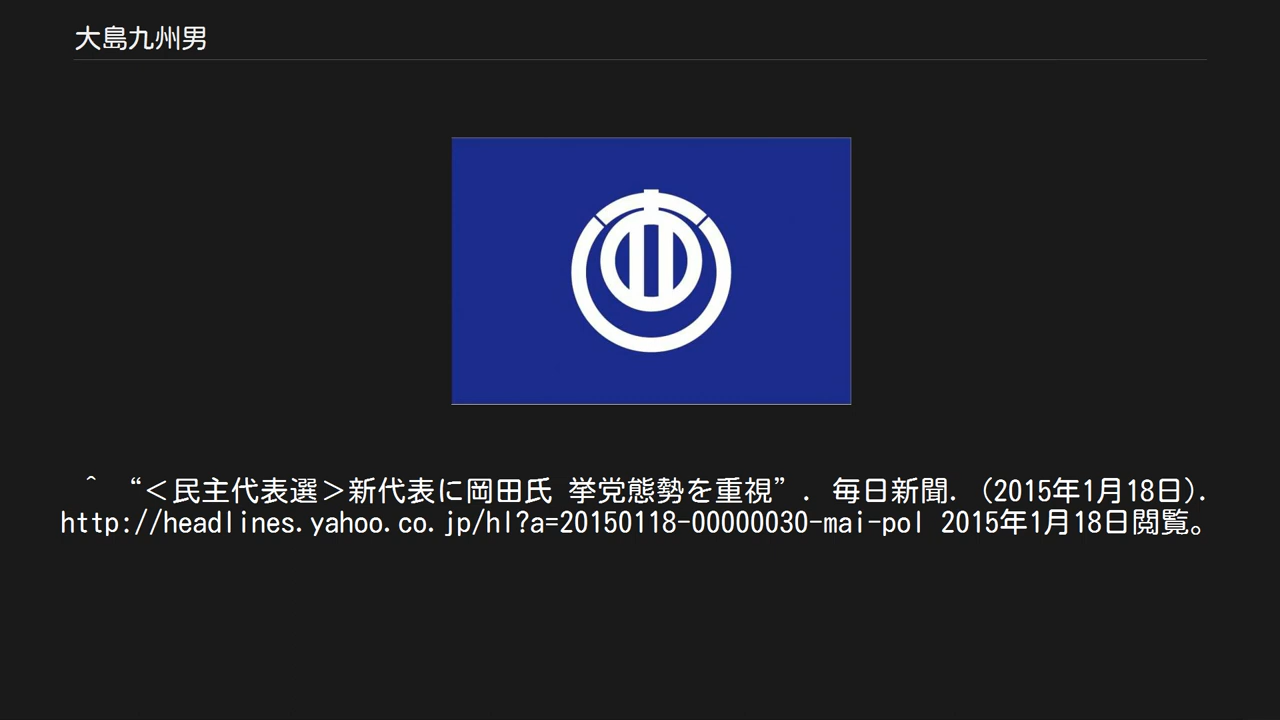 大島九州男
^ “＜民主代表選＞新代表に岡田氏 挙党態勢を重視”. 毎日新聞. (2015年1月18日).
http://headlines.yahoo.co.jp/hl?a=20150118-00000030-mai-pol 2015年1月18日閲覧。